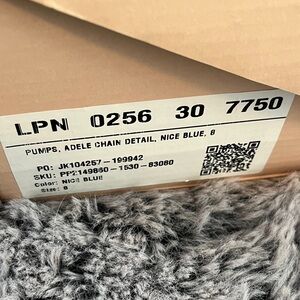 LPN 0256 30 7750
PUMPS, ADELE CHAIN DETAIL, NICE BLUE, 8
PO: JK104257-199942
SKU: PP2149860-1530-83080
Color: NICE BLUE
Size: 8